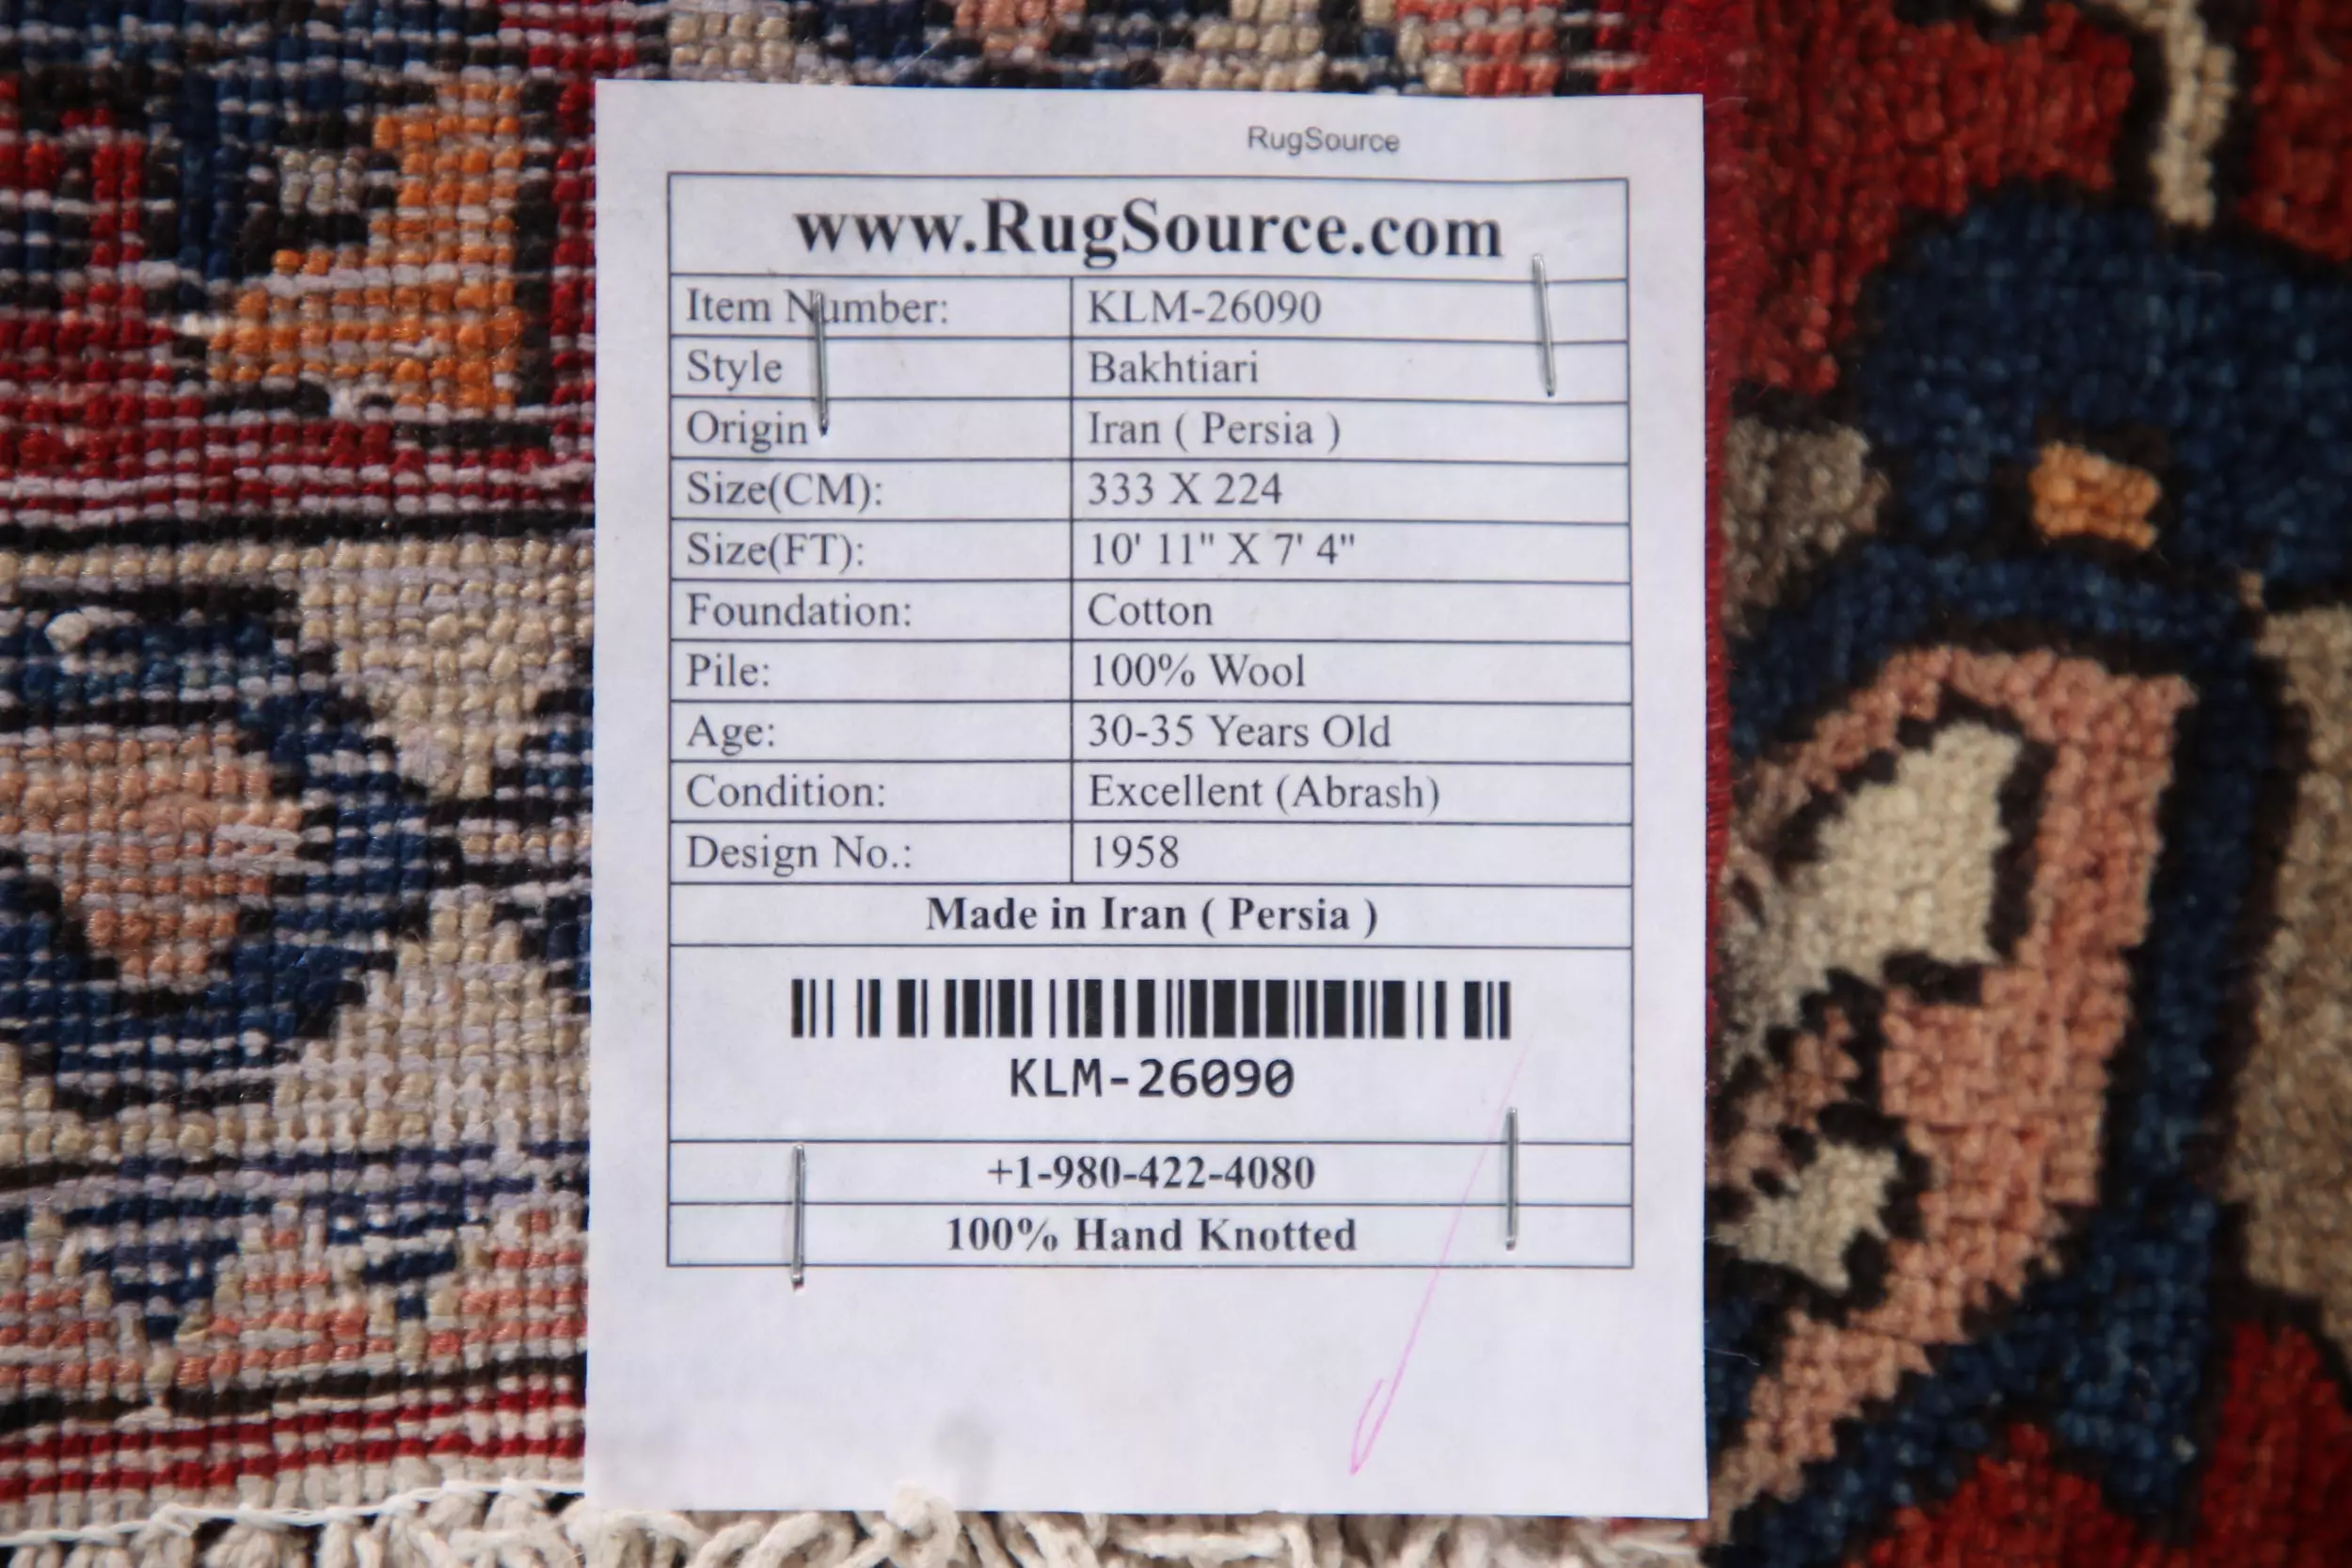 RugSource
www.RugSource.com
Item Number: KLM-26090
Style Bakhtiari
Origin Iran ( Persia )
Size(CM): 333 X 224
Size(FT): 10' 11" X 7' 4"
Foundation: Cotton
Pile: 100% Wool
Age: 30-35 Years Old
Condition: Excellent (Abrash)
Design No.: 1958
Made in Iran ( Persia )
KLM-26090
+1-980-422-4080
100% Hand Knotted